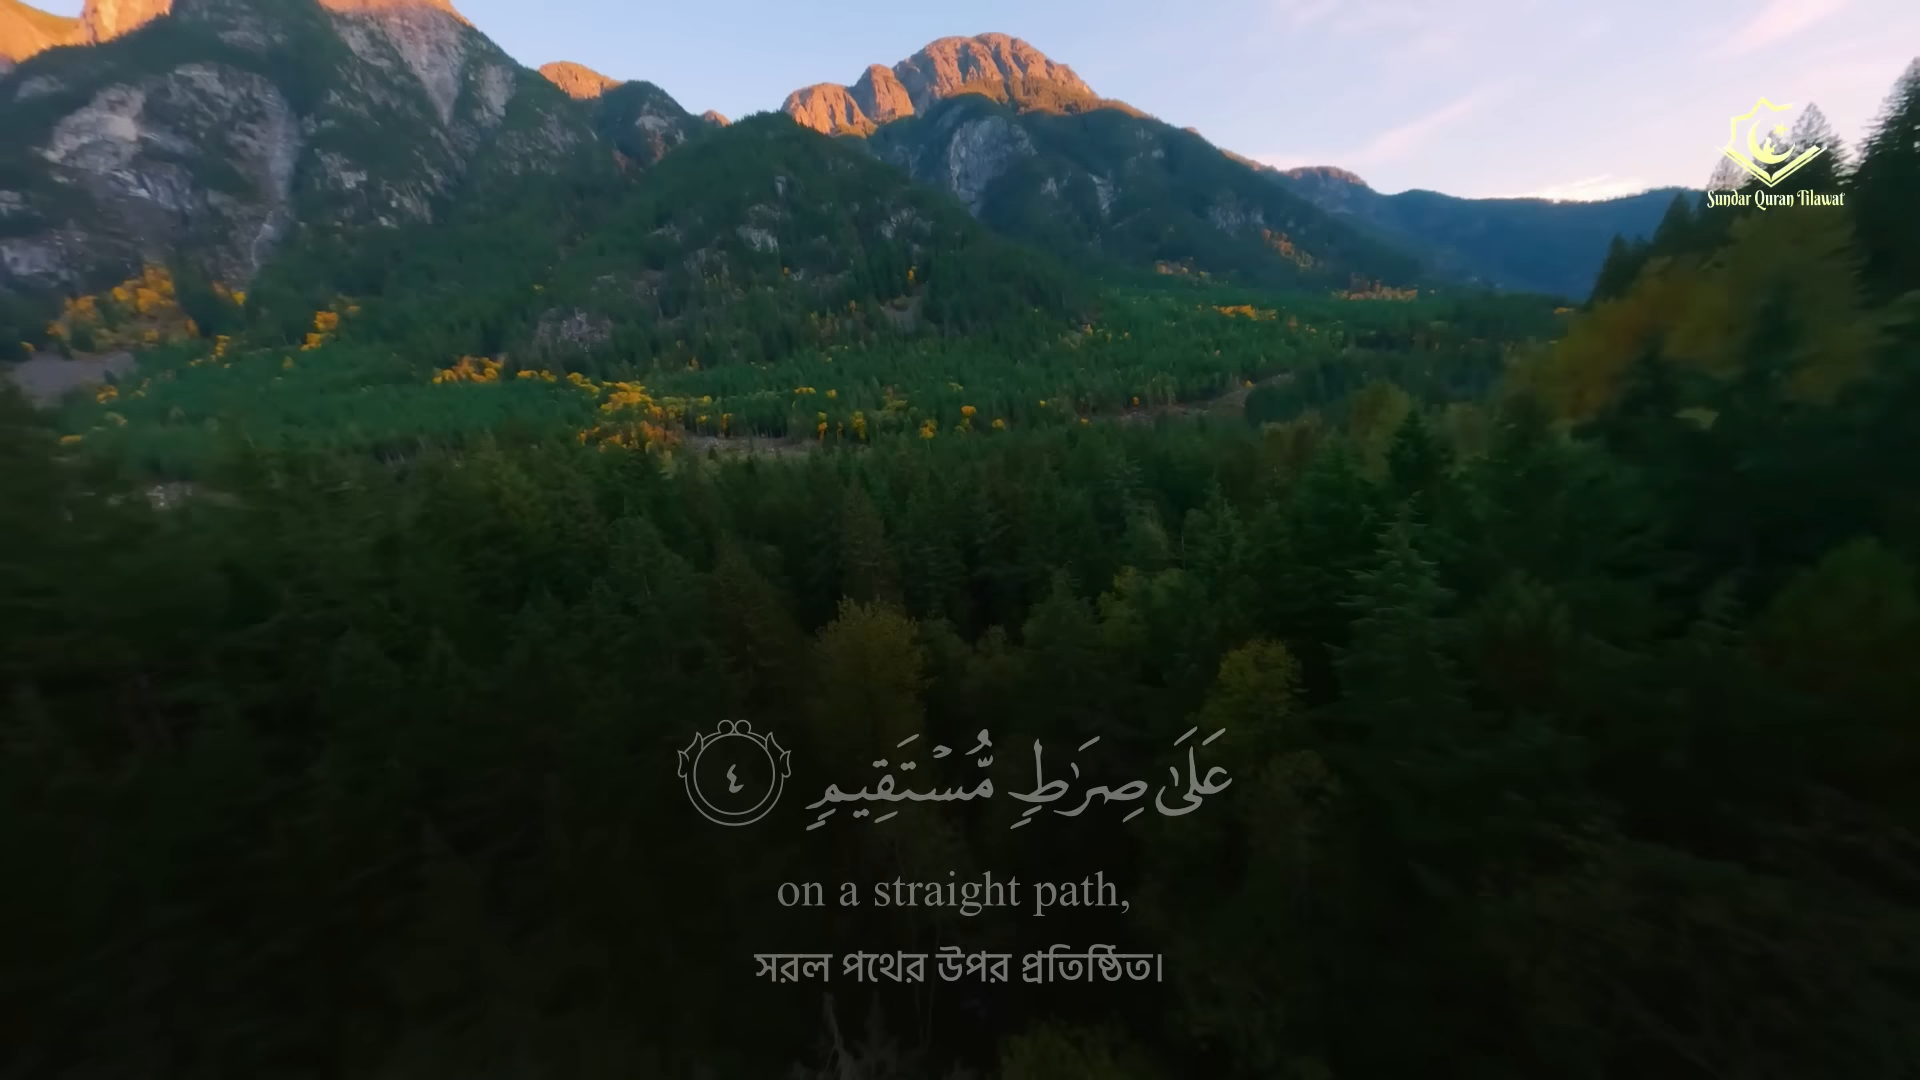 Sundar Quran Tilawat
عَلَىٰ صِرَٰطٍ مُّسْتَقِيمٍ ٤
on a straight path,
সরল পথের উপর প্রতিষ্ঠিত।